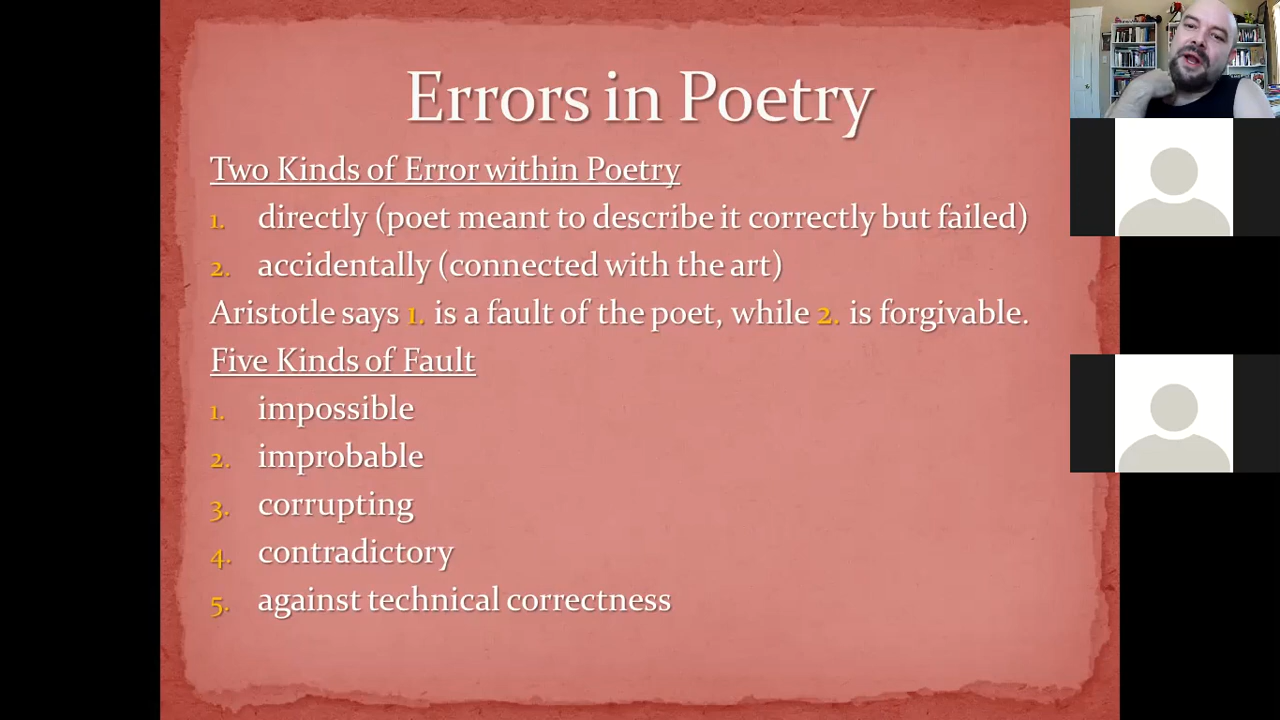 Errors in Poetry
Two Kinds of Error within Poetry
1. directly (poet meant to describe it correctly but failed)
2. accidentally (connected with the art)
Aristotle says 1. is a fault of the poet, while 2. is forgivable.
Five Kinds of Fault
1. impossible
2. improbable
3. corrupting
4. contradictory
5. against technical correctness